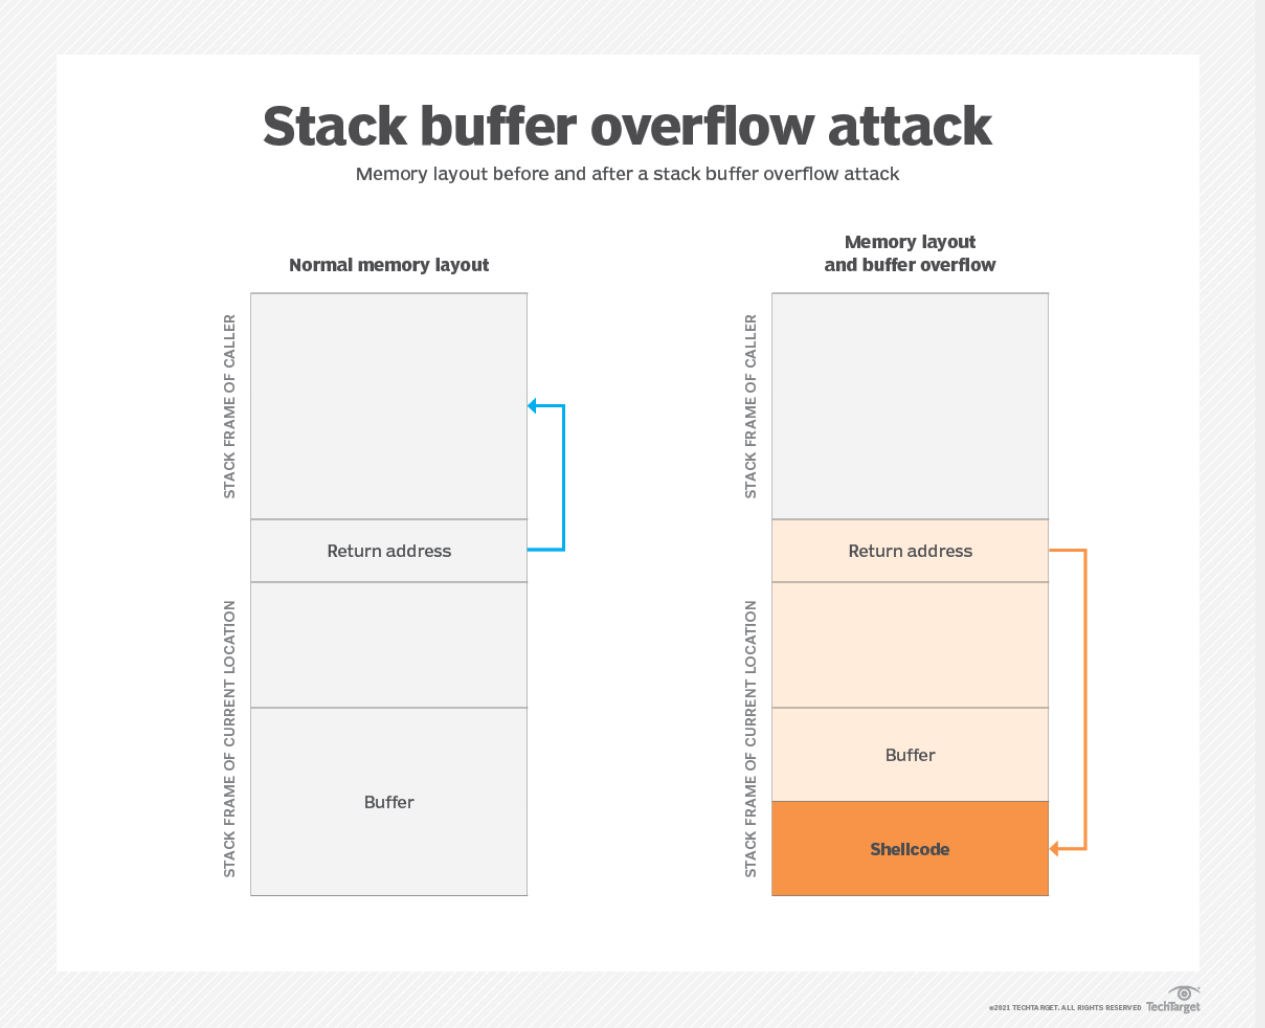 Stack buffer overflow attack
Memory layout before and after a stack buffer overflow attack
Normal memory layout
STACK FRAME OF CALLER
Return address
STACK FRAME OF CURRENT LOCATION
Buffer
Memory layout
and buffer overflow
STACK FRAME OF CALLER
Return address
STACK FRAME OF CURRENT LOCATION
Buffer
Shellcode
©2021 TECHTARGET. ALL RIGHTS RESERVED TechTarget